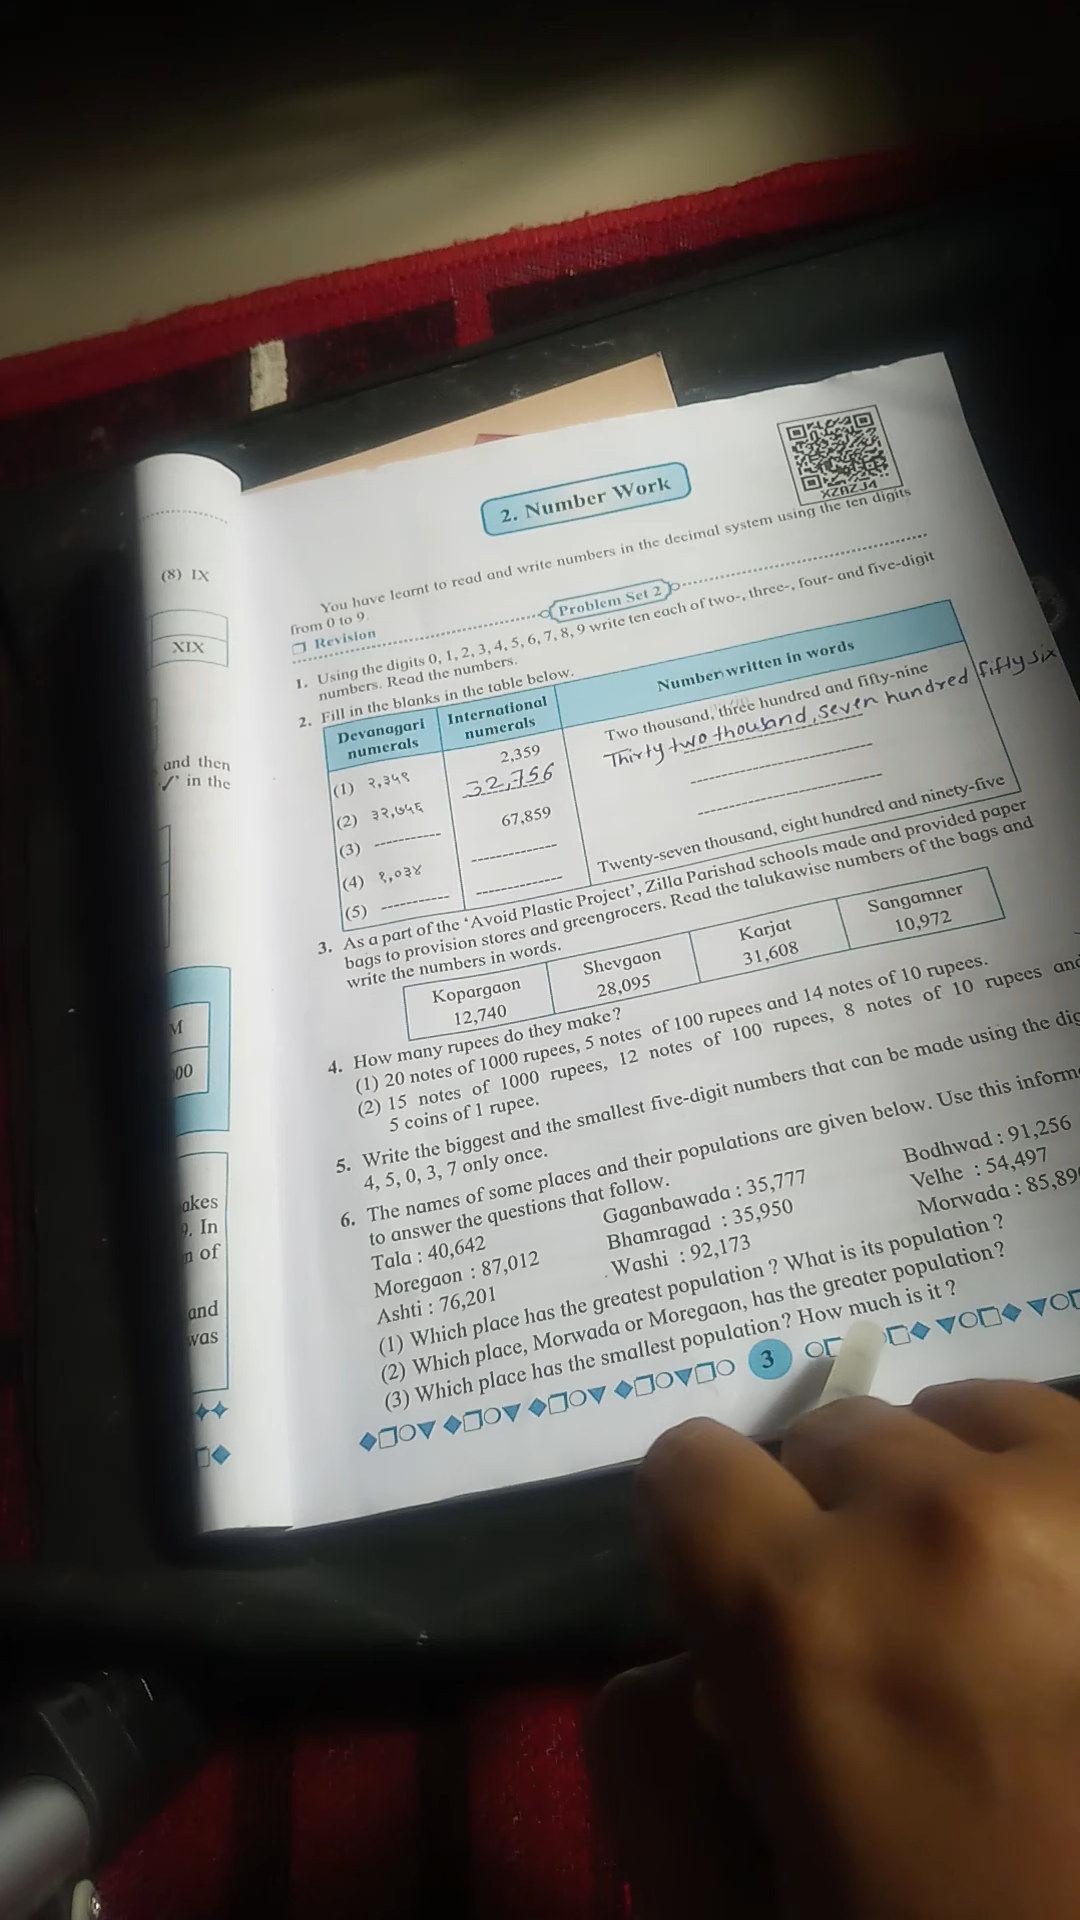 (8) IX
XIX
and then
’ in the
M
00
akes
9. In
n of
and
was
2. Number Work
XZAZJ4
You have learnt to read and write numbers in the decimal system using the ten digits
from 0 to 9.
Revision
Problem Set 2
1. Using the digits 0, 1, 2, 3, 4, 5, 6, 7, 8, 9 write ten each of two-, three-, four- and five-digit
numbers. Read the numbers.
2. Fill in the blanks in the table below.
Devanagari numerals International numerals Number written in words
(1) २,३५९ 2,359 Two thousand, three hundred and fifty-nine
(2) ३२,७५६ 32,756 Thirty two thousand, seven hundred fifty six
(3) 67,859
(4) १,०३४
(5) Twenty-seven thousand, eight hundred and ninety-five
3. As a part of the ‘Avoid Plastic Project’, Zilla Parishad schools made and provided paper
bags to provision stores and greengrocers. Read the talukawise numbers of the bags and
write the numbers in words.
Kopargaon Shevgaon Karjat Sangamner
12,740 28,095 31,608 10,972
4. How many rupees do they make?
(1) 20 notes of 1000 rupees, 5 notes of 100 rupees and 14 notes of 10 rupees.
(2) 15 notes of 1000 rupees, 12 notes of 100 rupees, 8 notes of 10 rupees and
5 coins of 1 rupee.
5. Write the biggest and the smallest five-digit numbers that can be made using the dig
4, 5, 0, 3, 7 only once.
6. The names of some places and their populations are given below. Use this inform
to answer the questions that follow.
Tala : 40,642 Gaganbawada : 35,777 Bodhwad : 91,256
Moregaon : 87,012 Bhamragad : 35,950 Velhe : 54,497
Ashti : 76,201 Washi : 92,173 Morwada : 85,89
(1) Which place has the greatest population ? What is its population ?
(2) Which place, Morwada or Moregaon, has the greater population?
(3) Which place has the smallest population? How much is it ?
3